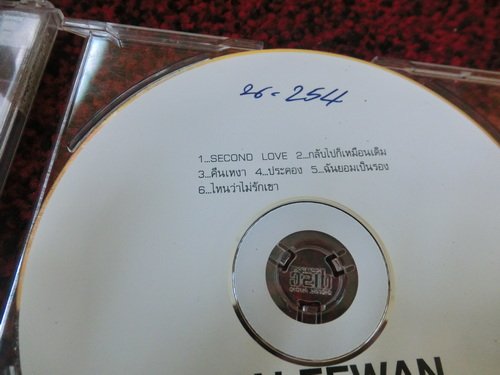 26-254
1...SECOND LOVE 2...กลับไปก็เหมือนเดิม
3...คืนเหงา 4...ประคอง 5...ฉันยอมเป็นรอง
6...ไหนว่าไม่รักเขา